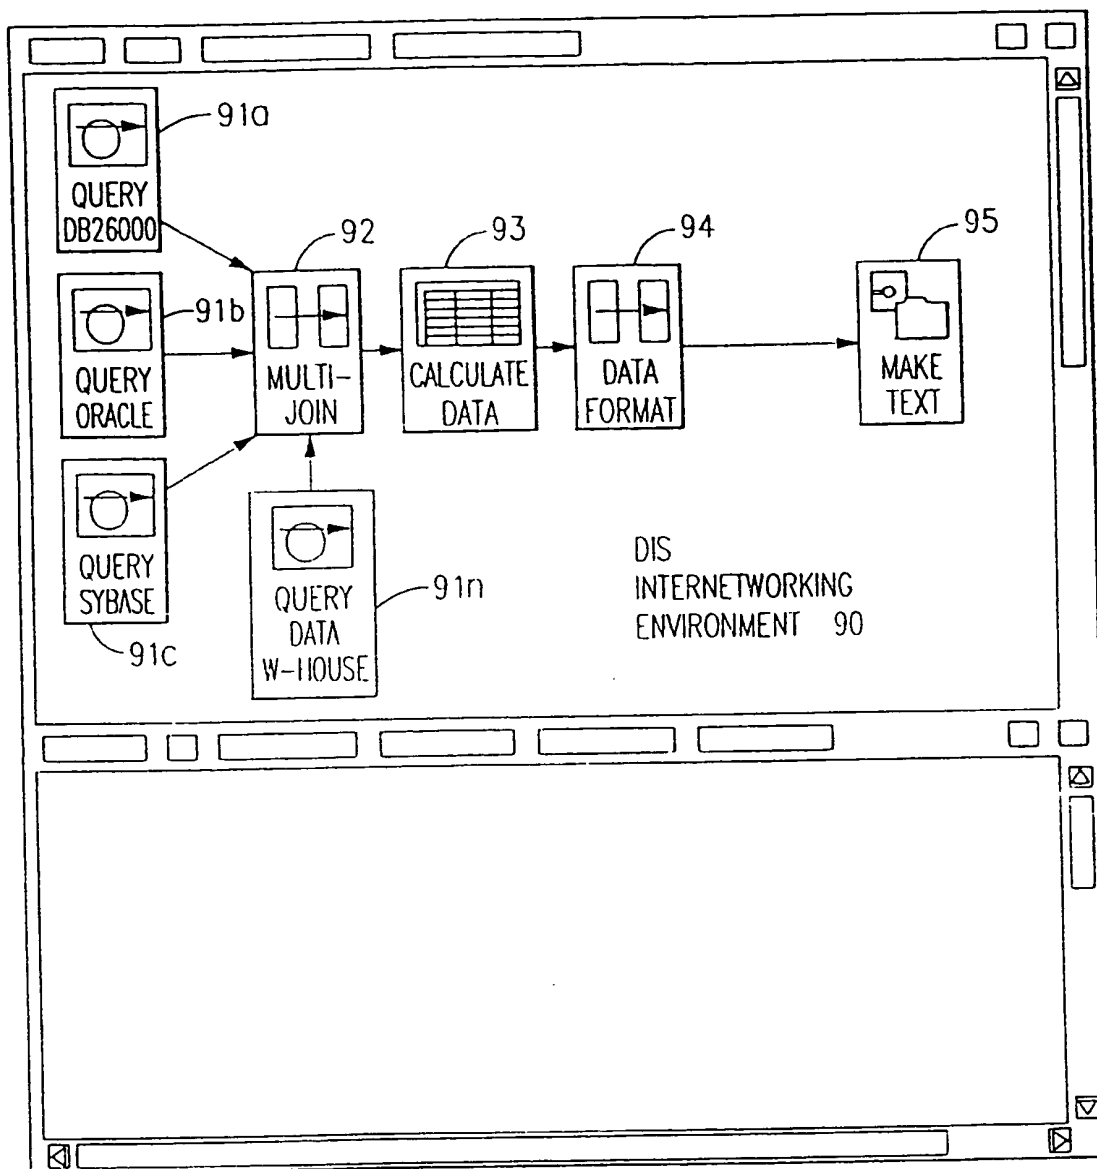 91a
QUERY
DB26000
92
93
94
95
91b
QUERY
ORACLE
MULTI-
JOIN
CALCULATE
DATA
DATA
FORMAT
MAKE
TEXT
QUERY
SYBASE
91c
QUERY
DATA
W-HOUSE
91n
DIS
INTERNETWORKING
ENVIRONMENT 90